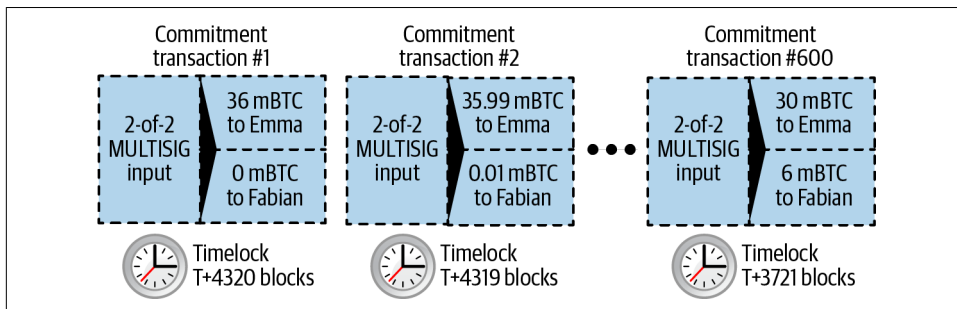 Commitment
transaction #1
2-of-2
MULTISIG
input
36 mBTC
to Emma
0 mBTC
to Fabian
Timelock
T+4320 blocks
Commitment
transaction #2
2-of-2
MULTISIG
input
35.99 mBTC
to Emma
0.01 mBTC
to Fabian
Timelock
T+4319 blocks
Commitment
transaction #600
2-of-2
MULTISIG
input
30 mBTC
to Emma
6 mBTC
to Fabian
Timelock
T+3721 blocks